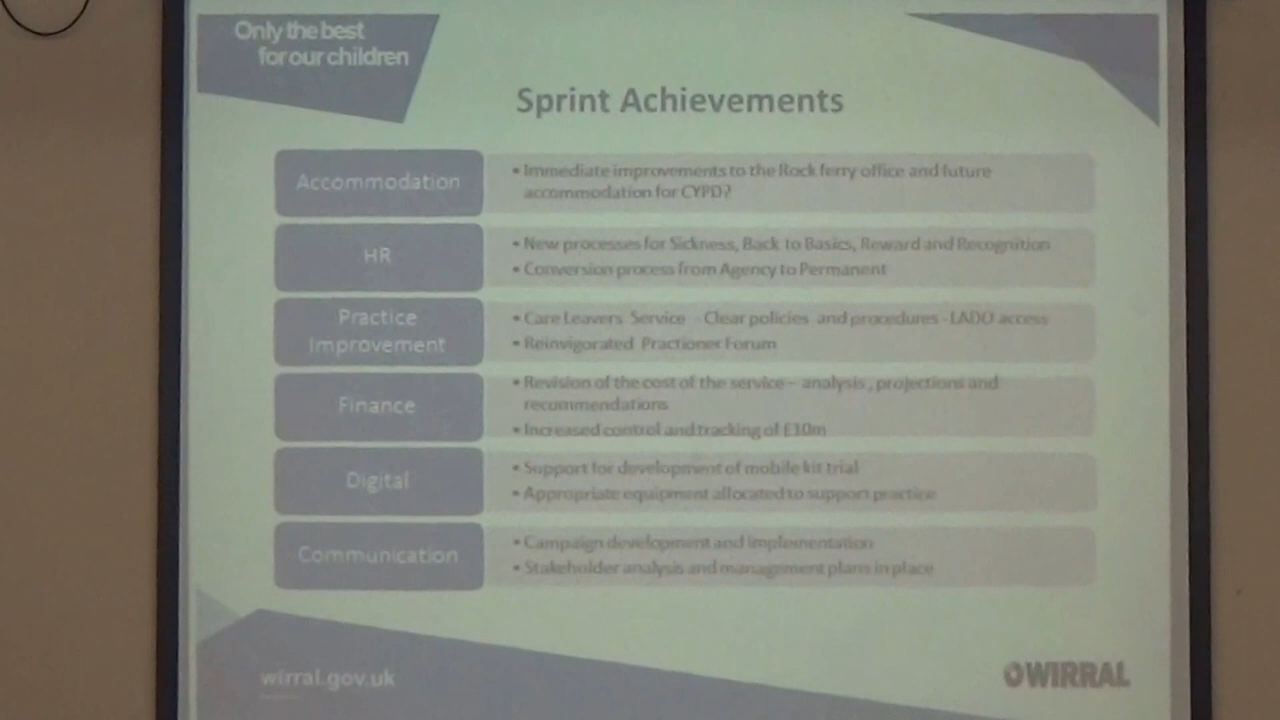 Only the best
for our children
Sprint Achievements
Accommodation
• Immediate improvements to the Rock ferry office and future
accommodation for CYPD?
HR
• New processes for Sickness, Back to Basics, Reward and Recognition
• Conversion process from Agency to Permanent
Practice
Improvement
• Care Leavers Service - Clear policies and procedures - LADO access
• Reinvigorated Practioner Forum
Finance
• Revision of the cost of the service – analysis, projections and
recommendations
• Increased control and tracking of £10m
Digital
• Support for development of mobile kit trial
• Appropriate equipment allocated to support practice
Communication
• Campaign development and implementation
• Stakeholder analysis and management plans in place
wirral.gov.uk
WIRRAL